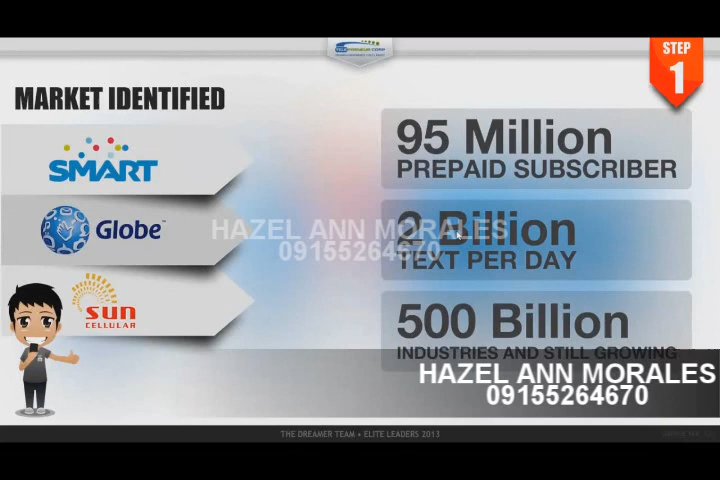 STEP
1
MARKET IDENTIFIED
SMART
Globe
sun
CELLULAR
95 Million
PREPAID SUBSCRIBER
2 Billion
TEXT PER DAY
500 Billion
INDUSTRIES AND STILL GROWING
HAZEL ANN MORALES
09155264670
HAZEL ANN MORALES
09155264670
THE DREAMER TEAM • ELITE LEADERS 2013